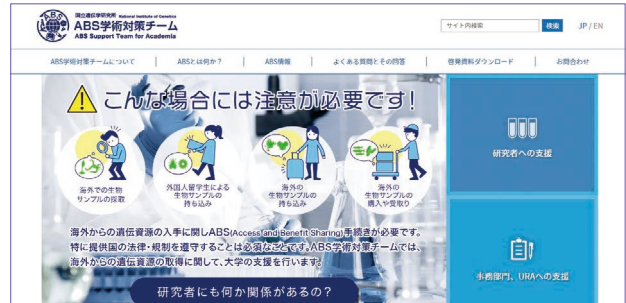 国立遺伝学研究所 National Institute of Genetics
ABS学術対策チーム
ABS Support Team for Academia
サイト内検索
検索
JP / EN
ABS学術対策チームについて
ABSとは何か？
ABS情報
よくある質問とその回答
啓発資料ダウンロード
お問合わせ
こんな場合には注意が必要です!
海外での生物
サンプルの採取
外国人留学生による
生物サンプルの
持ち込み
海外の
生物サンプルの
持ち込み
海外の
生物サンプルの
購入や受取り
海外からの遺伝資源の入手に関しABS(Access and Benefit Sharing)手続きが必要です。
特に提供国の法律・規制を遵守することは必須なことです。ABS学術対策チームでは、
海外からの遺伝資源の取得に関して、大学の支援を行います。
研究者にも何か関係があるの？
研究者への支援
事務部門、URAへの支援